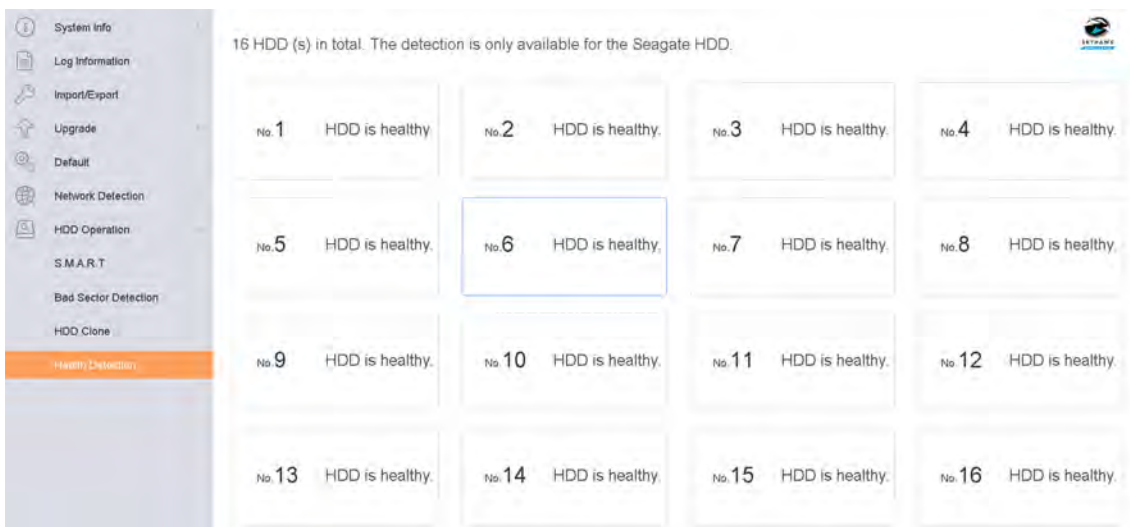 System Info
Log Information
Import/Export
Upgrade
Default
Network Detection
HDD Operation
S.M.A.R.T
Bad Sector Detection
HDD Clone
Health Detection
16 HDD (s) in total. The detection is only available for the Seagate HDD.
SKYHAWK
No.1 HDD is healthy.
No.2 HDD is healthy.
No.3 HDD is healthy.
No.4 HDD is healthy.
No.5 HDD is healthy.
No.6 HDD is healthy.
No.7 HDD is healthy.
No.8 HDD is healthy.
No.9 HDD is healthy.
No.10 HDD is healthy.
No.11 HDD is healthy.
No.12 HDD is healthy.
No.13 HDD is healthy.
No.14 HDD is healthy.
No.15 HDD is healthy.
No.16 HDD is healthy.